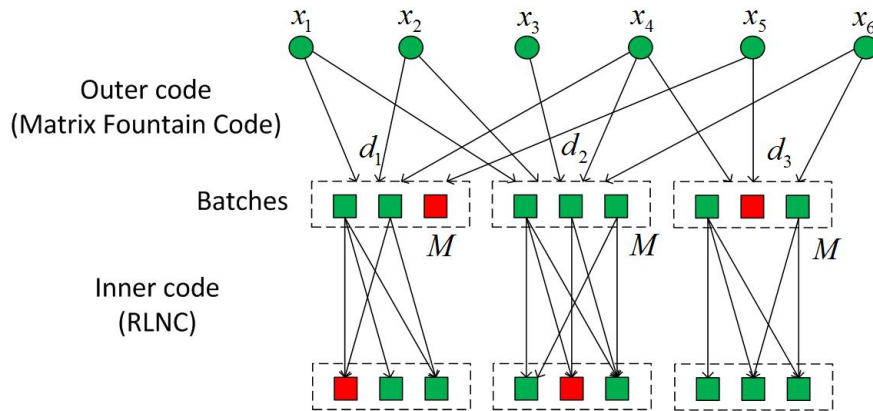 x1 x2 x3 x4 x5 x6
Outer code
(Matrix Fountain Code)
d1 d2 d3
Batches
M M M
Inner code
(RLNC)